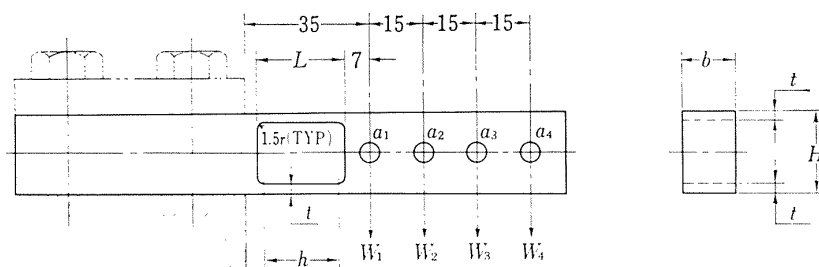 35 15 15 15
L 7 b t
1.5r(TYP) a1 a2 a3 a4 H
t t
h W1 W2 W3 W4